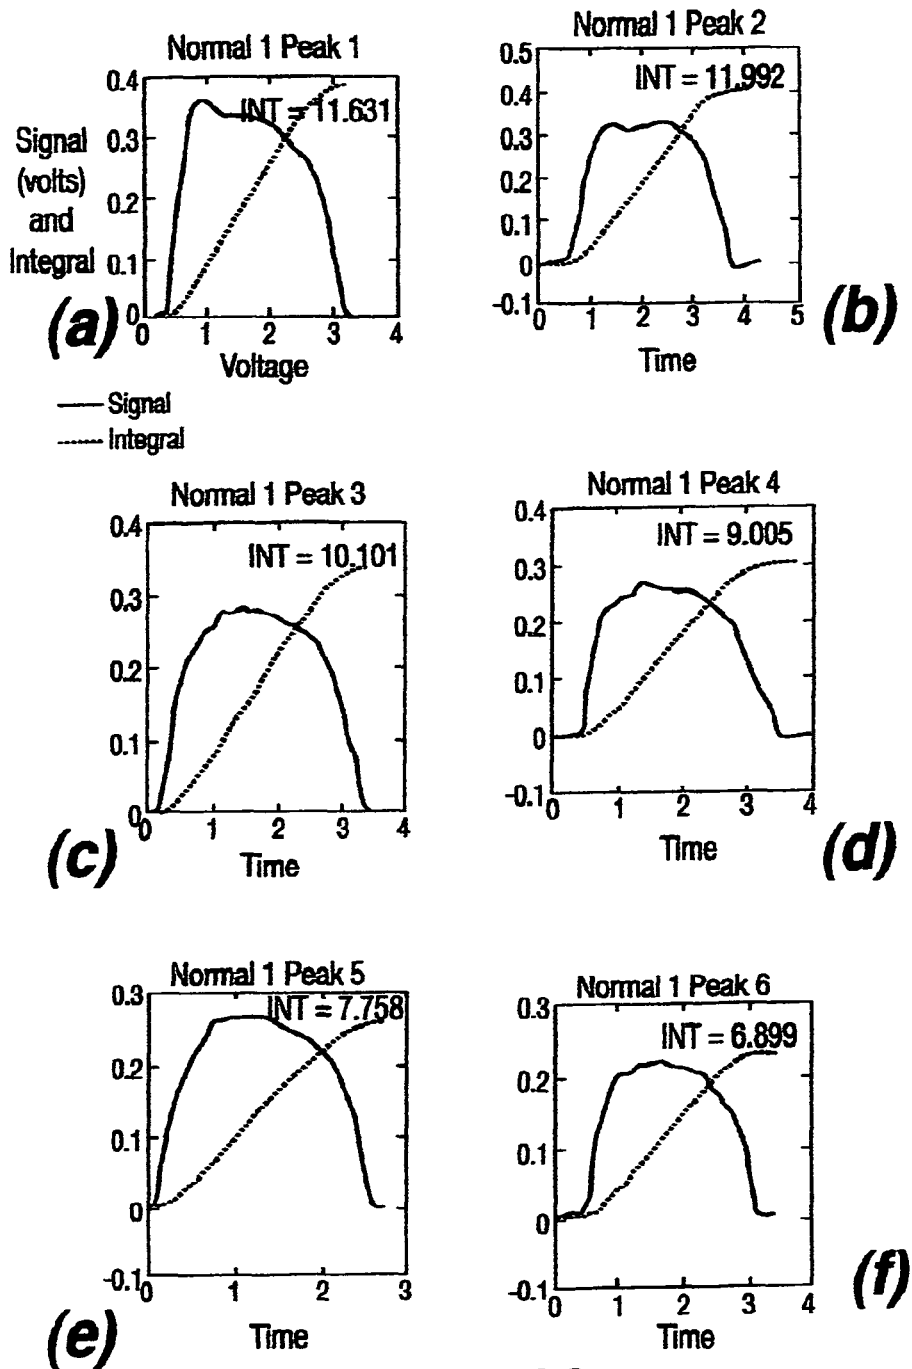 Normal 1 Peak 1
0.4
INT = 11.631
0.3
0.2
0.1
0
0 1 2 3 4
Signal
(volts)
and
Integral
Voltage
(a)
Normal 1 Peak 2
0.5
INT = 11.992
0.4
0.3
0.2
0.1
0
-0.1
0 1 2 3 4 5
Time
(b)
Signal
Integral
Normal 1 Peak 3
0.4
INT = 10.101
0.3
0.2
0.1
0
0 1 2 3 4
Time
(c)
Normal 1 Peak 4
0.4
INT = 9.005
0.3
0.2
0.1
0
-0.1
0 1 2 3 4
Time
(d)
Normal 1 Peak 5
0.3
INT = 7.758
0.2
0.1
0
-0.1
0 1 2 3
Time
(e)
Normal 1 Peak 6
0.3
INT = 6.899
0.2
0.1
0
-0.1
0 1 2 3 4
Time
(f)